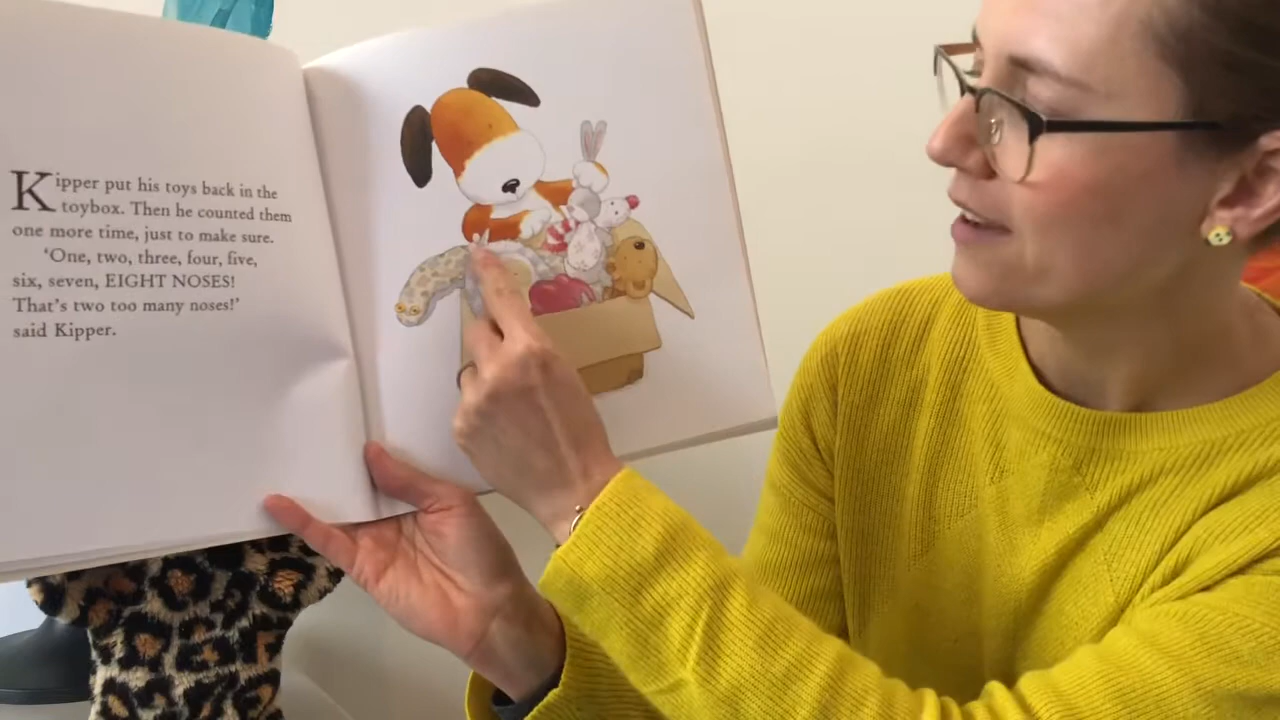 Kipper put his toys back in the
toybox. Then he counted them
one more time, just to make sure.
‘One, two, three, four, five,
six, seven, EIGHT NOSES!
That’s two too many noses!’
said Kipper.